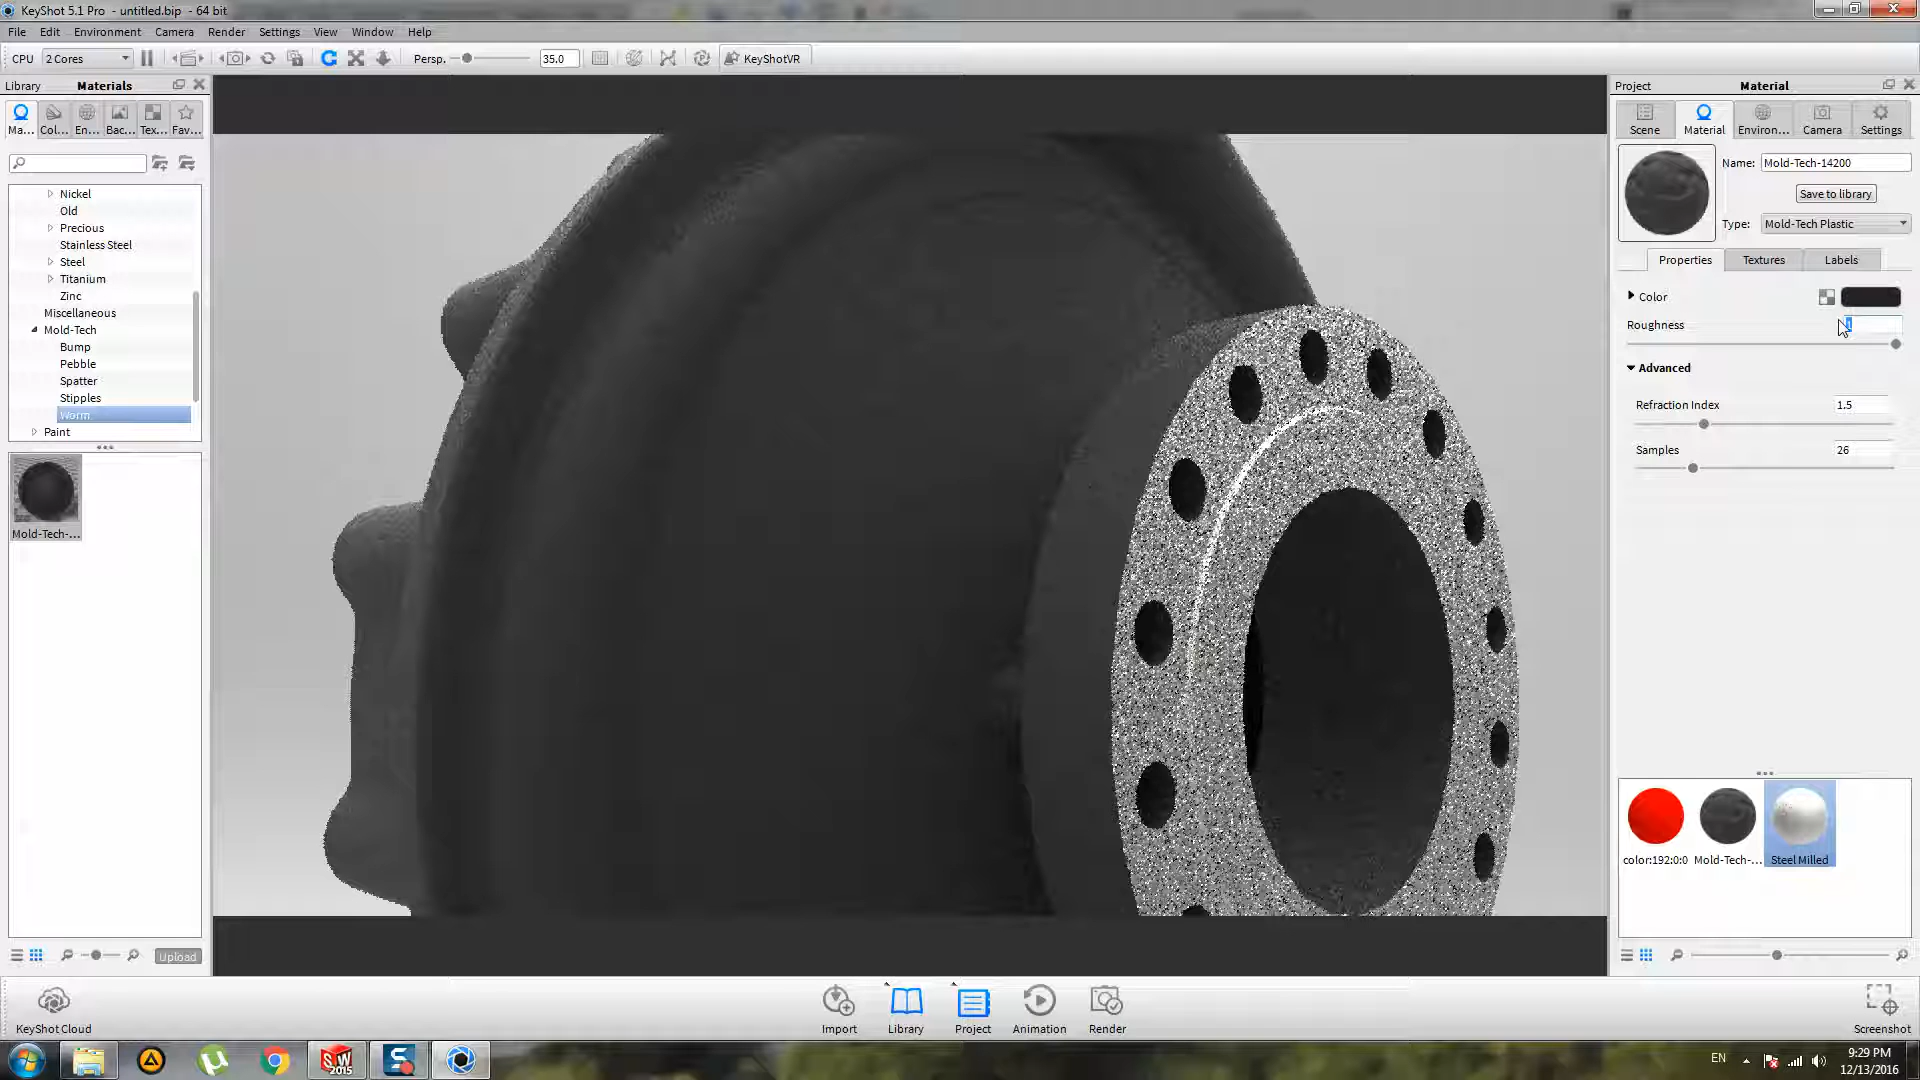 KeyShot 5.1 Pro - untitled.bip - 64 bit
File Edit Environment Camera Render Settings View Window Help
CPU 2 Cores Persp. 35.0 KeyShotVR
Library Materials
Ma... Col... En... Bac... Tex... Fav...
Nickel
Old
Precious
Stainless Steel
Steel
Titanium
Zinc
Miscellaneous
Mold-Tech
Bump
Pebble
Spatter
Stipples
Worm
Paint
Mold-Tech-...
Upload
Project Material
Scene Material Environ... Camera Settings
Name: Mold-Tech-14200
Save to library
Type: Mold-Tech Plastic
Properties Textures Labels
Color
Roughness
Advanced
Refraction Index 1.5
Samples 26
color:192:0:0 Mold-Tech-... Steel Milled
KeyShot Cloud Import Library Project Animation Render Screenshot
SW
2015
S
EN
9:29 PM
12/13/2016